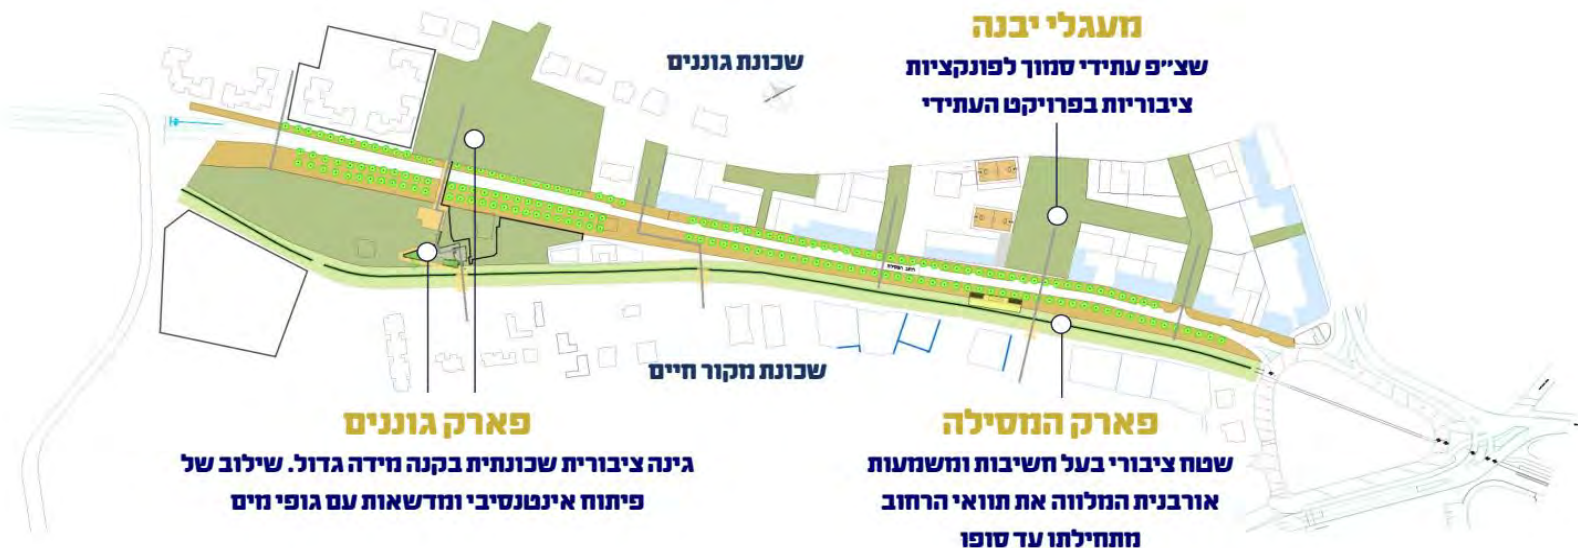 מעגלי יבנה
שצ״פ עתידי סמוך לפונקציות
ציבוריות בפרויקט העתידי
שכונת גוננים
שכונת מקור חיים
פארק גוננים
גינה ציבורית שכונתית בקנה מידה גדול. שילוב של
פיתוח אינטנסיבי ומדשאות עם גופי מים
פארק המסילה
שטח ציבורי בעל חשיבות ומשמעות
אורבנית המלווה את תוואי הרחוב
מתחילתו עד סופו